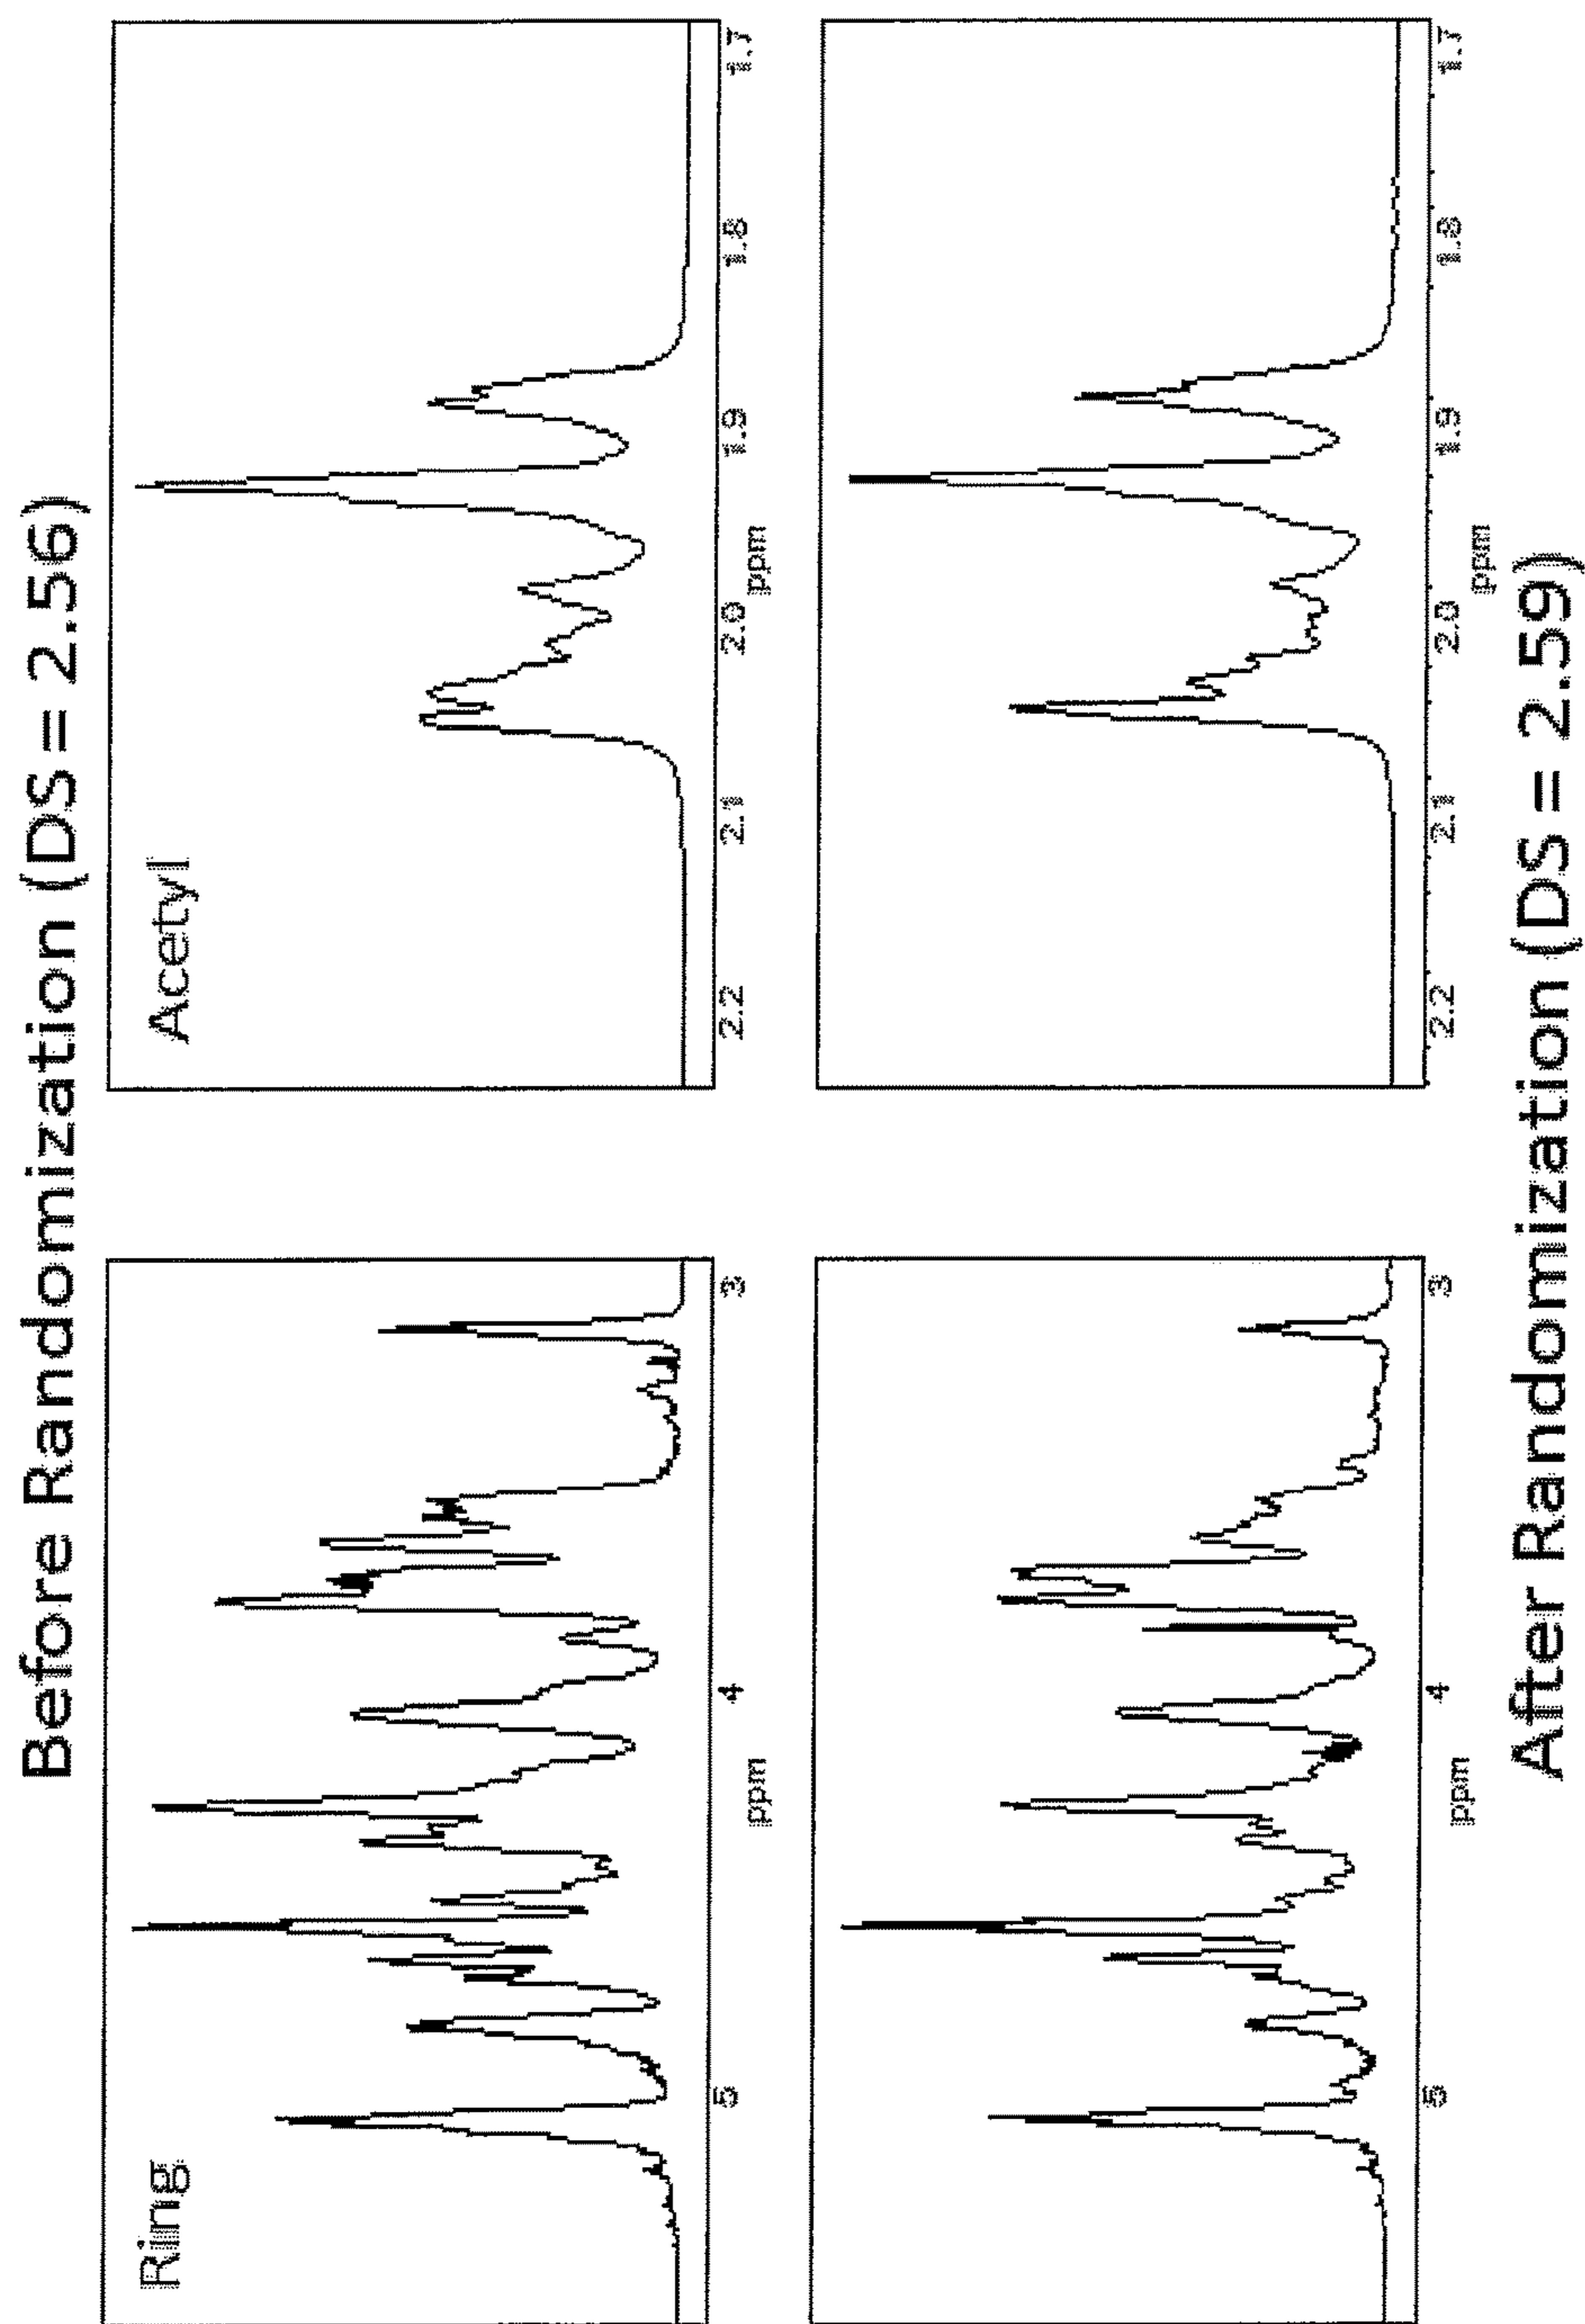 Before Randomization (DS = 2.56)
Ring
5
4
3
ppm
Acetyl
2.2
2.1
2.0
1.9
1.8
1.7
ppm
5
4
3
ppm
2.2
2.1
2.0
1.9
1.8
1.7
ppm
After Randomization (DS = 2.59)